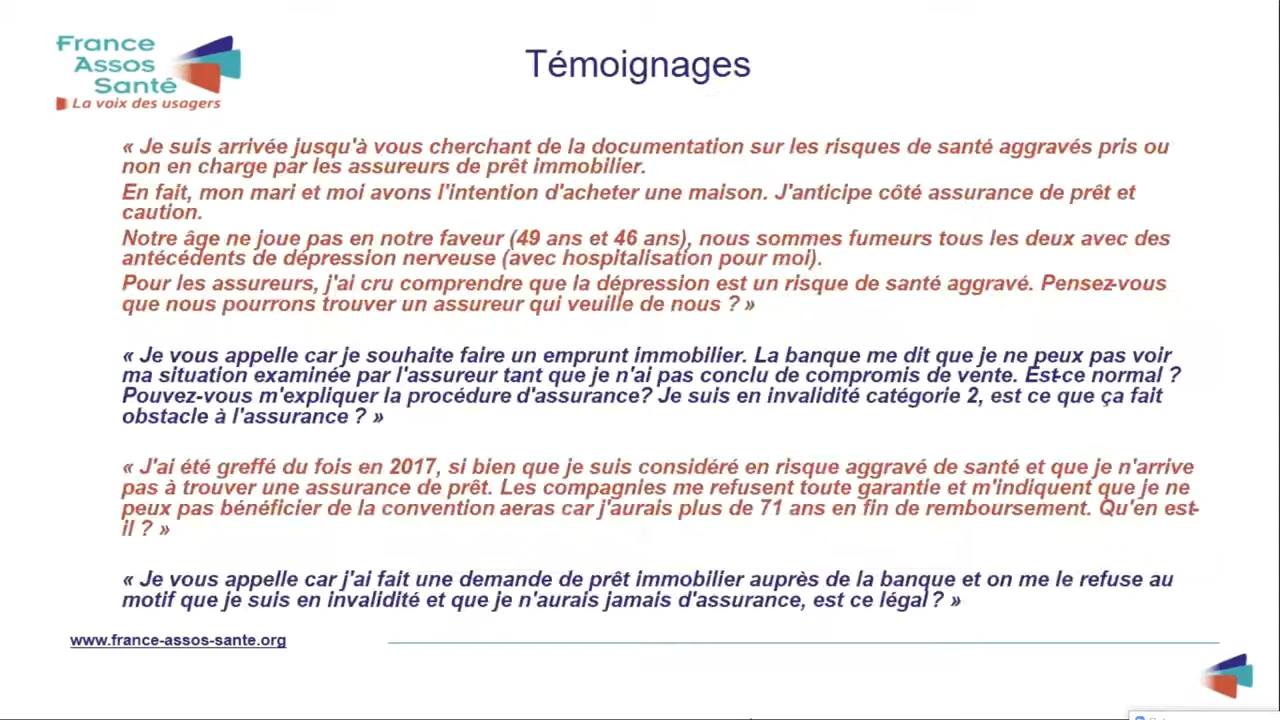 France
Assos
Santé
La voix des usagers
Témoignages
« Je suis arrivée jusqu'à vous cherchant de la documentation sur les risques de santé aggravés pris ou
non en charge par les assureurs de prêt immobilier.
En fait, mon mari et moi avons l'intention d'acheter une maison. J'anticipe côté assurance de prêt et
caution.
Notre âge ne joue pas en notre faveur (49 ans et 46 ans), nous sommes fumeurs tous les deux avec des
antécédents de dépression nerveuse (avec hospitalisation pour moi).
Pour les assureurs, j'ai cru comprendre que la dépression est un risque de santé aggravé. Pensez-vous
que nous pourrons trouver un assureur qui veuille de nous ? »
« Je vous appelle car je souhaite faire un emprunt immobilier. La banque me dit que je ne peux pas voir
ma situation examinée par l'assureur tant que je n'ai pas conclu de compromis de vente. Est-ce normal ?
Pouvez-vous m'expliquer la procédure d'assurance? Je suis en invalidité catégorie 2, est ce que ça fait
obstacle à l'assurance ? »
« J'ai été greffé du fois en 2017, si bien que je suis considéré en risque aggravé de santé et que je n'arrive
pas à trouver une assurance de prêt. Les compagnies me refusent toute garantie et m'indiquent que je ne
peux pas bénéficier de la convention aeras car j'aurais plus de 71 ans en fin de remboursement. Qu'en est-
il ? »
« Je vous appelle car j'ai fait une demande de prêt immobilier auprès de la banque et on me le refuse au
motif que je suis en invalidité et que je n'aurais jamais d'assurance, est ce légal ? »
www.france-assos-sante.org